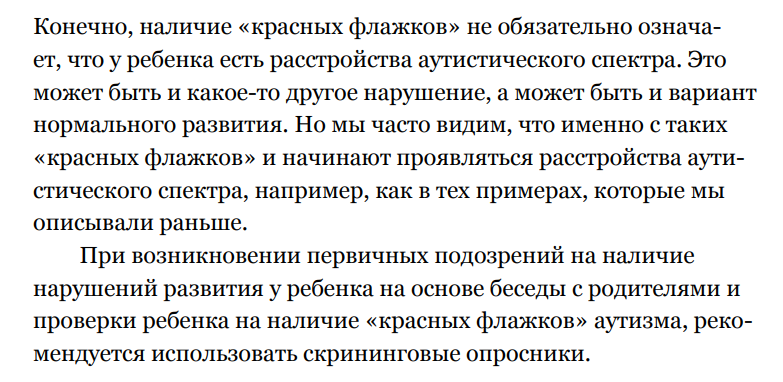 Конечно, наличие «красных флажков» не обязательно означа-
ет, что у ребенка есть расстройства аутистического спектра. Это
может быть и какое-то другое нарушение, а может быть и вариант
нормального развития. Но мы часто видим, что именно с таких
«красных флажков» и начинают проявляться расстройства аути-
стического спектра, например, как в тех примерах, которые мы
описывали раньше.
При возникновении первичных подозрений на наличие
нарушений развития у ребенка на основе беседы с родителями и
проверки ребенка на наличие «красных флажков» аутизма, реко-
мендуется использовать скрининговые опросники.